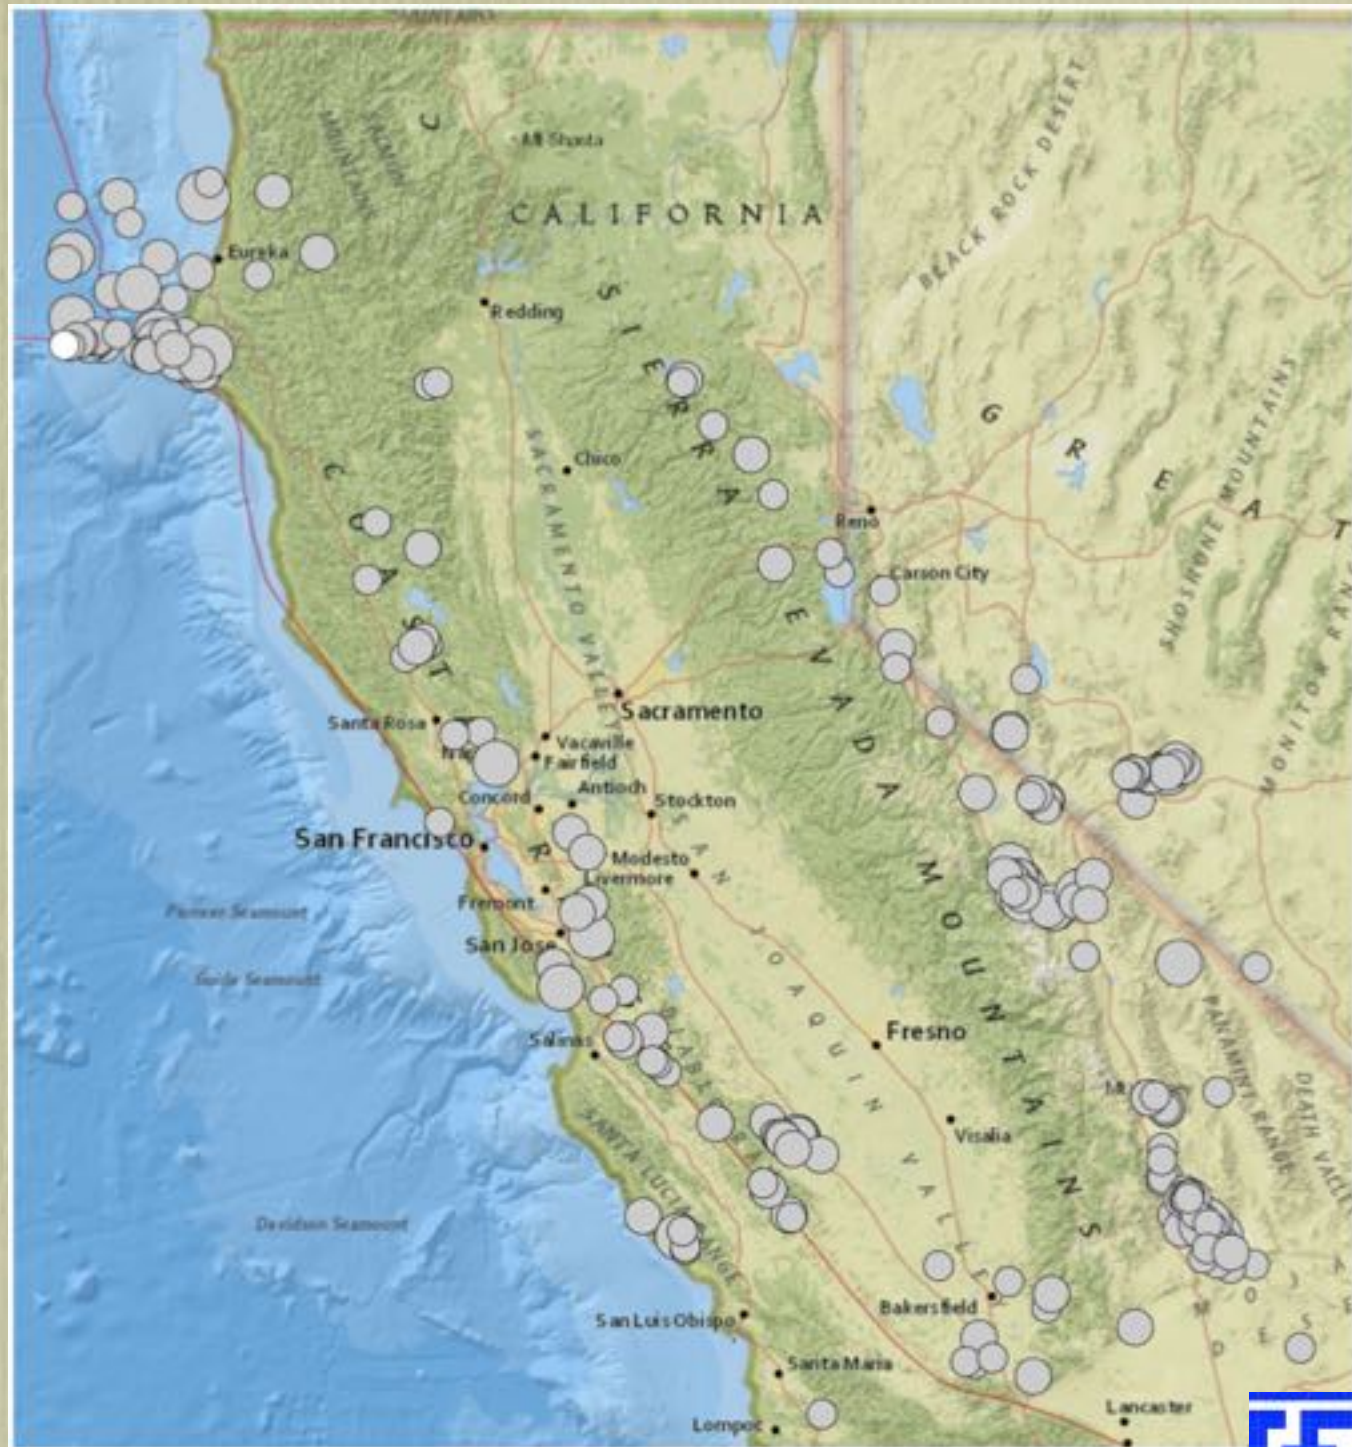 MOUNTAINS
Mt Shasta
CALIFORNIA
BLACK ROCK DESERT
Eureka
Redding
SIERRA
GREAT
SHOSHONE MOUNTAINS
Chico
SACRAMENTO VALLEY
COAST
Reno
Carson City
NEVADA MOUNTAINS
Sacramento
Santa Rosa
Vacaville
Fairfield
Antioch
Concord
Stockton
San Francisco
Modesto
Livermore
Fremont
San Jose
SAN JOAQUIN VALLEY
Pioneer Seamount
Guide Seamount
Salinas
Fresno
PANAMINT RANGE
DEATH VALLEY
Visalia
SANTA LUCIA RANGE
Davidson Seamount
Bakersfield
San Luis Obispo
Santa Maria
Lompoc
Lancaster